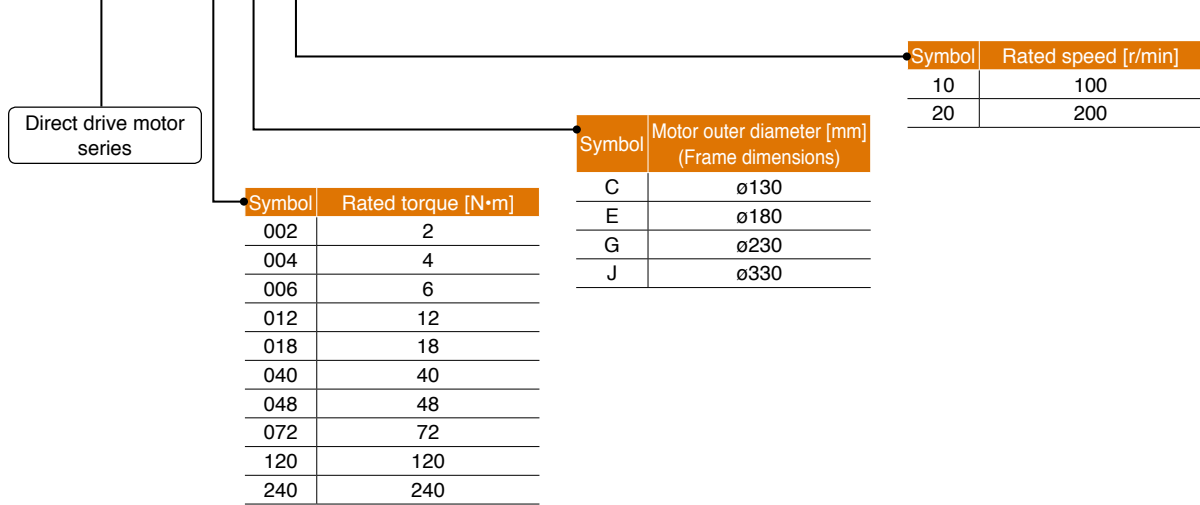 Direct drive motor
series
Symbol Rated torque [N•m]
002 2
004 4
006 6
012 12
018 18
040 40
048 48
072 72
120 120
240 240
Symbol Motor outer diameter [mm]
(Frame dimensions)
C ø130
E ø180
G ø230
J ø330
Symbol Rated speed [r/min]
10 100
20 200